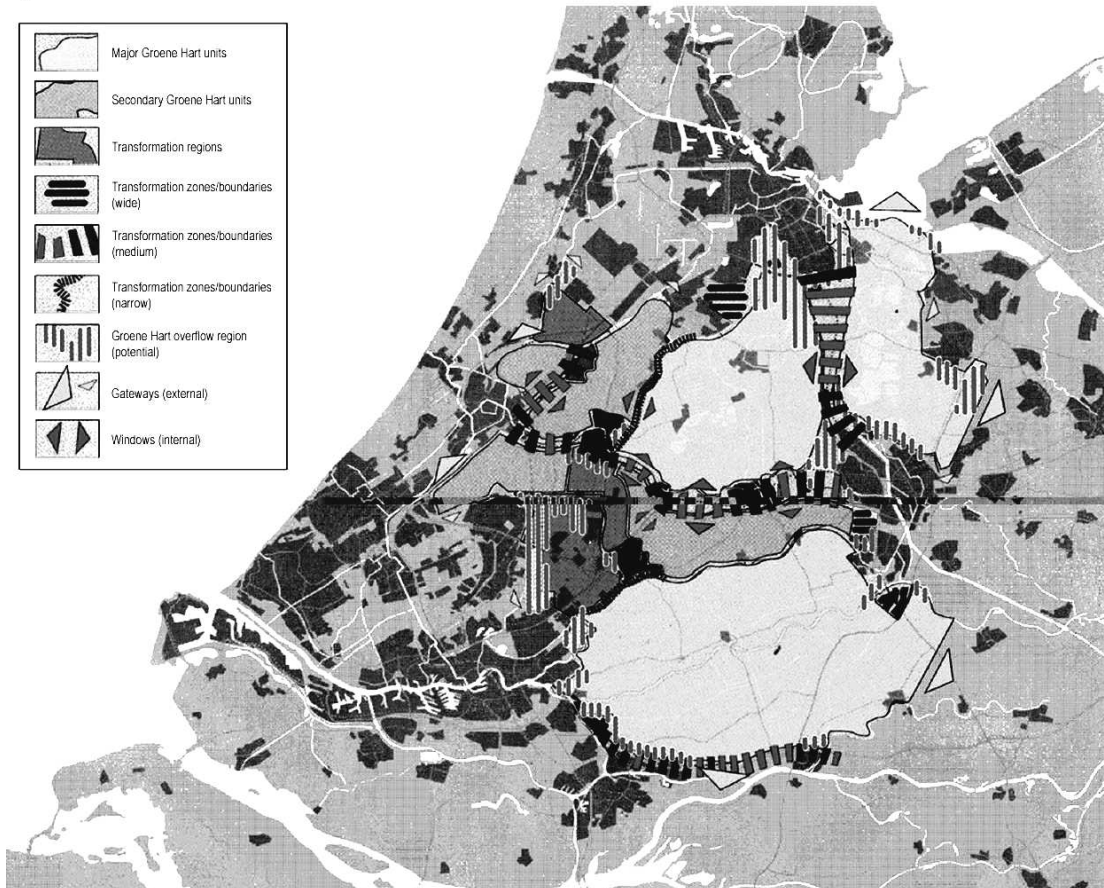 Major Groene Hart units
Secondary Groene Hart units
Transformation regions
Transformation zones/boundaries
(wide)
Transformation zones/boundaries
(medium)
Transformation zones/boundaries
(narrow)
Groene Hart overflow region
(potential)
Gateways (external)
Windows (internal)